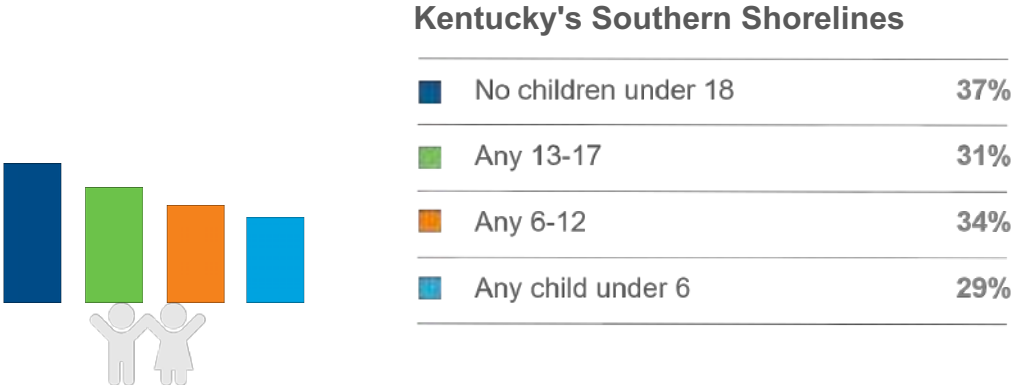 Kentucky's Southern Shorelines
No children under 18 37%
Any 13-17 31%
Any 6-12 34%
Any child under 6 29%